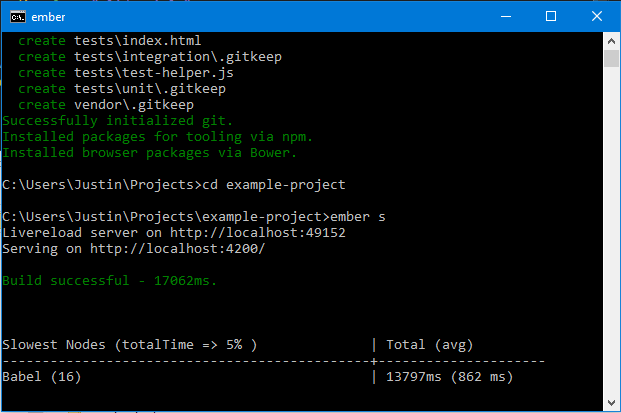 ember
create tests\index.html
create tests\integration\.gitkeep
create tests\test-helper.js
create tests\unit\.gitkeep
create vendor\.gitkeep
Successfully initialized git.
Installed packages for tooling via npm.
Installed browser packages via Bower.
C:\Users\Justin\Projects>cd example-project
C:\Users\Justin\Projects\example-project>ember s
Livereload server on http://localhost:49152
Serving on http://localhost:4200/
Build successful - 17062ms.
Slowest Nodes (totalTime => 5% ) | Total (avg)
----------------------------------------------+---------------------
Babel (16) | 13797ms (862 ms)